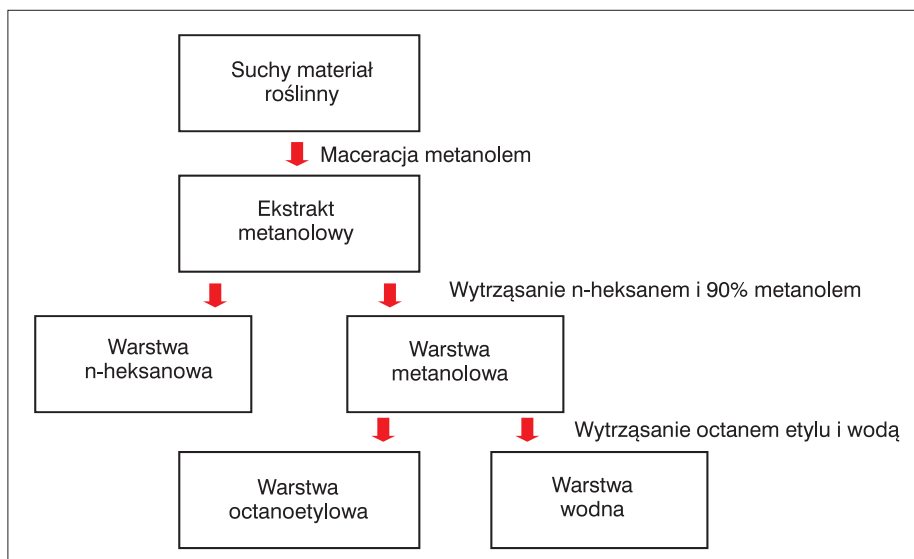 Suchy materiał
roślinny
Maceracja metanolem
Ekstrakt
metanolowy
Wytrząsanie n-heksanem i 90% metanolem
Warstwa
n-heksanowa
Warstwa
metanolowa
Wytrząsanie octanem etylu i wodą
Warstwa
octanoetylowa
Warstwa
wodna